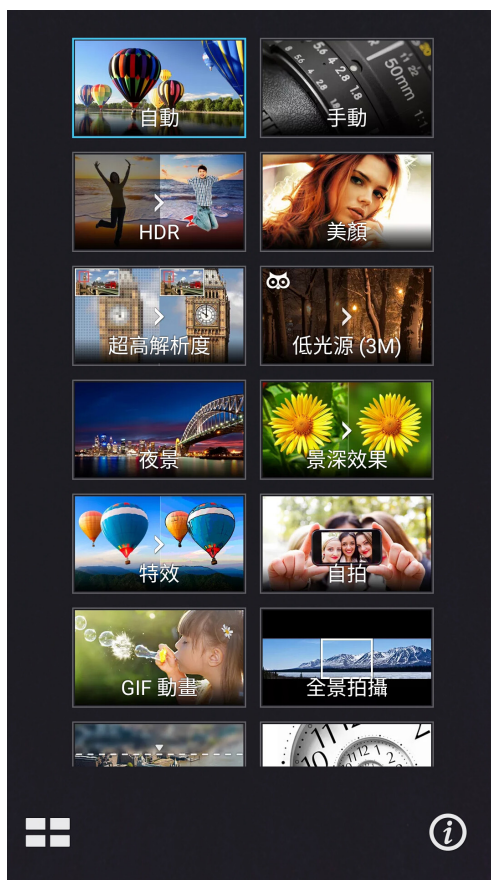 自動
手動
HDR
美顏
超高解析度
低光源 (3M)
夜景
景深效果
特效
自拍
GIF 動畫
全景拍攝